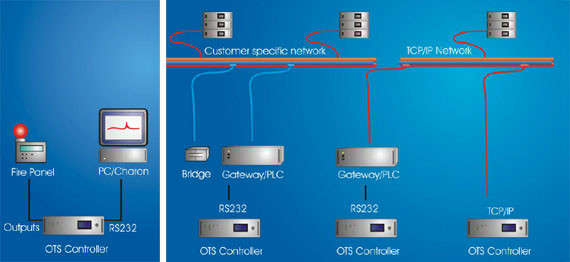 Fire Panel
PC/Charon
Outputs
RS232
OTS Controller
Customer specific network
TCP/IP Network
Bridge
Gateway/PLC
Gateway/PLC
RS232
RS232
TCP/IP
OTS Controller
OTS Controller
OTS Controller